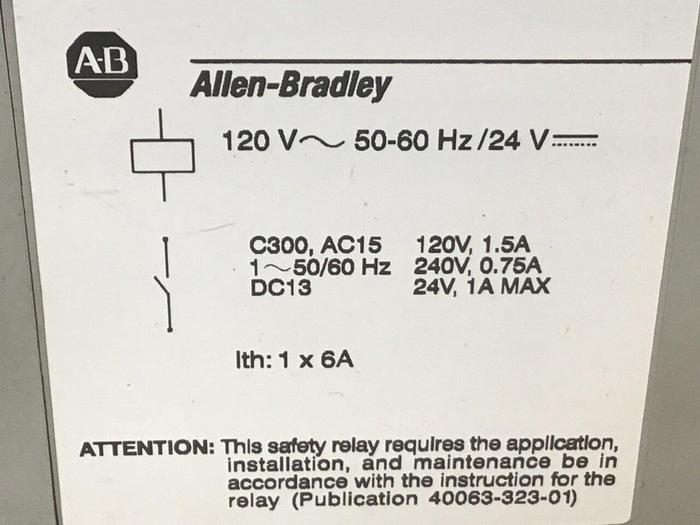 A-B
Allen-Bradley
120 V～ 50-60 Hz/24 V⎓
C300, AC15 120V, 1.5A
1～50/60 Hz 240V, 0.75A
DC13 24V, 1A MAX
Ith: 1 x 6A
ATTENTION: This safety relay requires the application,
installation, and maintenance be in
accordance with the instruction for the
relay (Publication 40063-323-01)